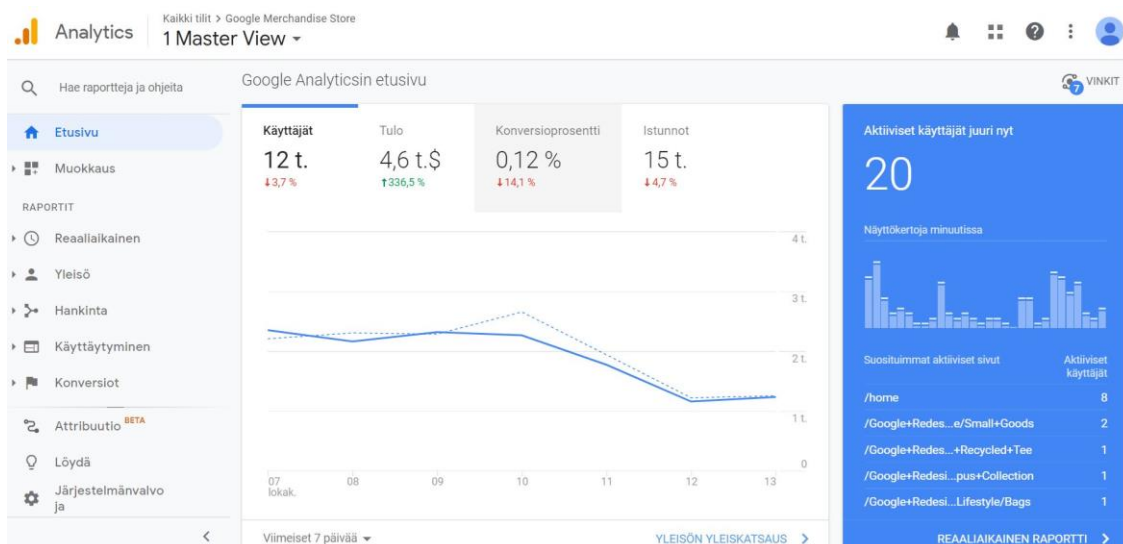 Analytics
Kaikki tilit > Google Merchandise Store
1 Master View
Hae raportteja ja ohjeita
Etusivu
Muokkaus
RAPORTIT
Reaaliaikainen
Yleisö
Hankinta
Käyttäytyminen
Konversiot
Attribuutio BETA
Löydä
Järjestelmänvalvo
ja
Google Analyticsin etusivu
7 VINKIT
Käyttäjät Tulo Konversioprosentti Istunnot
12 t. 4,6 t.$ 0,12 % 15 t.
↓3,7 % ↑336,5 % ↓14,1 % ↓4,7 %
4 t.
3 t.
2 t.
1 t.
0
07 08 09 10 11 12 13
lokak.
Viimeiset 7 päivää YLEISÖN YLEISKATSAUS >
Aktiiviset käyttäjät juuri nyt
20
Näyttökertoja minuutissa
Suosituimmat aktiiviset sivut Aktiiviset
käyttäjät
/home 8
/Google+Redes...e/Small+Goods 2
/Google+Redes...+Recycled+Tee 1
/Google+Redesi...pus+Collection 1
/Google+Redesi...Lifestyle/Bags 1
REAALIAIKAINEN RAPORTTI >